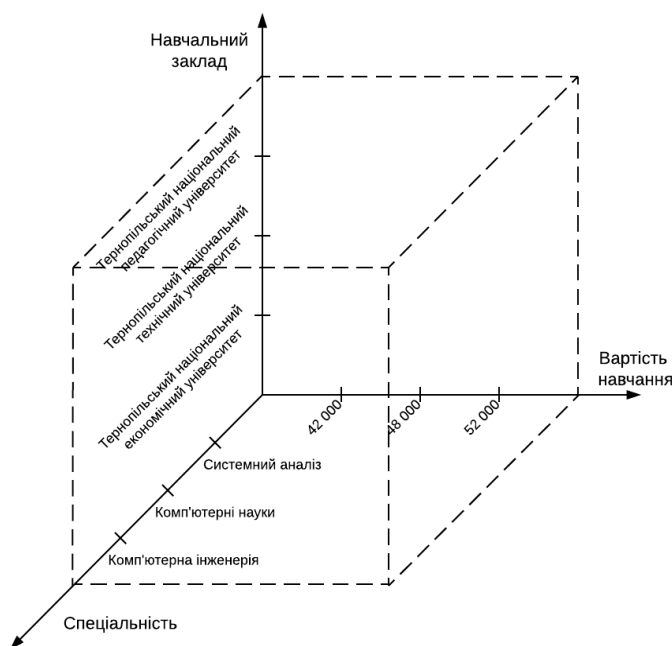 Навчальний
заклад
Тернопільський національний
педагогічний університет
Тернопільський національний
технічний університет
Тернопільський національний
економічний університет
Вартість
навчання
42 000
48 000
52 000
Системний аналіз
Комп'ютерні науки
Комп'ютерна інженерія
Спеціальність